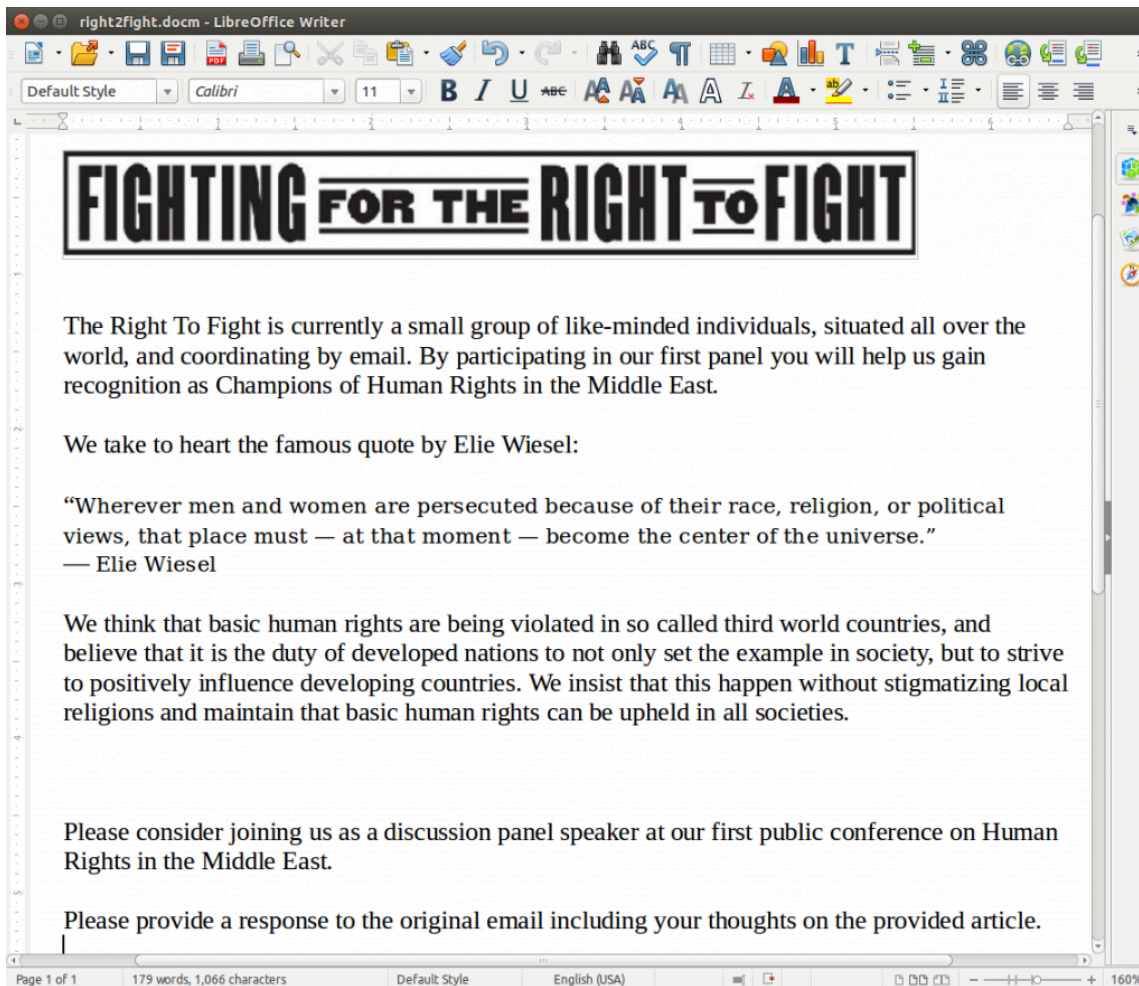 right2fight.docm - LibreOffice Writer
Default Style Calibri 11
FIGHTING FOR THE RIGHT TO FIGHT
The Right To Fight is currently a small group of like-minded individuals, situated all over the
world, and coordinating by email. By participating in our first panel you will help us gain
recognition as Champions of Human Rights in the Middle East.
We take to heart the famous quote by Elie Wiesel:
“Wherever men and women are persecuted because of their race, religion, or political
views, that place must — at that moment — become the center of the universe.”
— Elie Wiesel
We think that basic human rights are being violated in so called third world countries, and
believe that it is the duty of developed nations to not only set the example in society, but to strive
to positively influence developing countries. We insist that this happen without stigmatizing local
religions and maintain that basic human rights can be upheld in all societies.
Please consider joining us as a discussion panel speaker at our first public conference on Human
Rights in the Middle East.
Please provide a response to the original email including your thoughts on the provided article.
Page 1 of 1 179 words, 1,066 characters Default Style English (USA) 160%